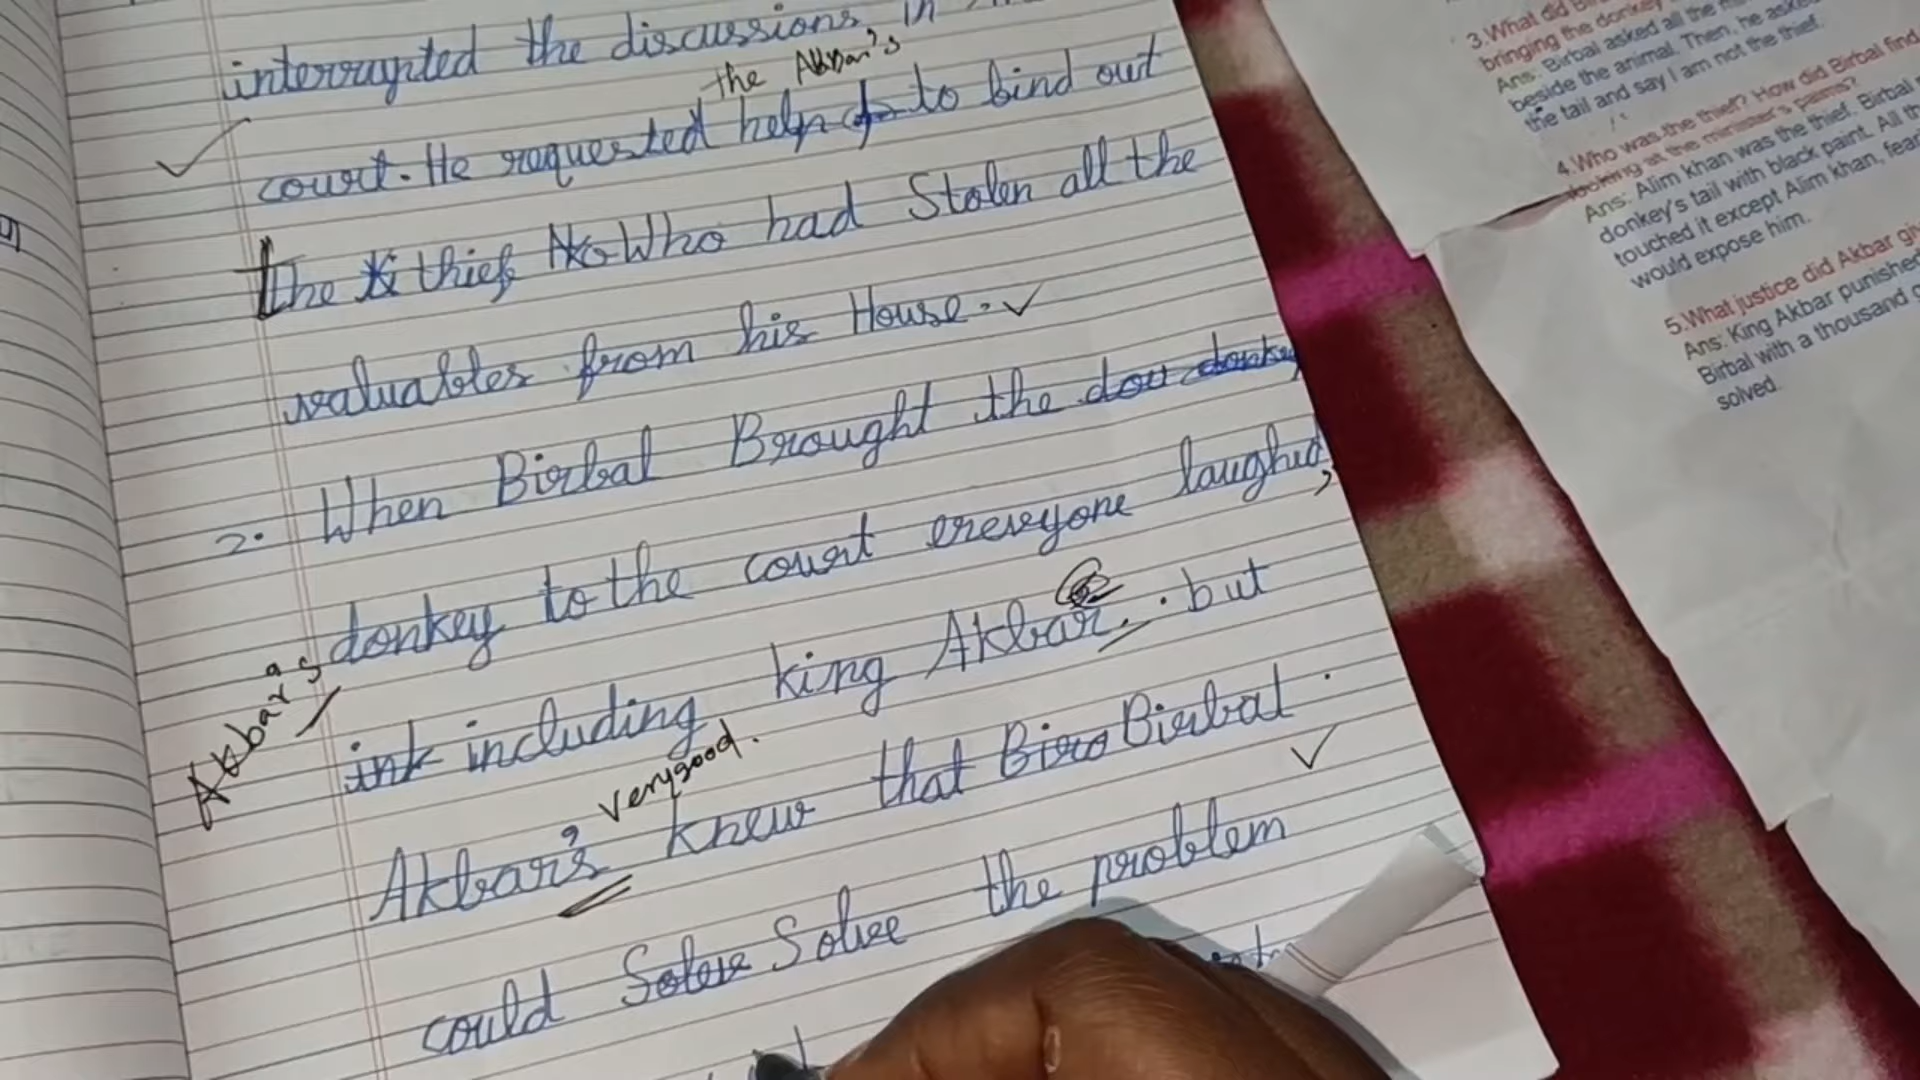 interrupted the discussions in
the Akbar's
court. He requested help to bind out
the thief Who had Stolen all the
valuables from his House.
2. When Birbal Brought the dou donkey
donkey to the court erevyone laughed,
ink including king Akbar. but
Akbar's
very good.
Akbar's knew that Biro Birbal
could Soleve Solve the problem
3.What did
bringing the donkey
Ans: Birbal asked all the
beside the animal. Then, he asked
the tail and say I am not the thief.
4.Who was the thief? How did Birbal find
looking at the minister's palms?
Ans: Alim khan was the thief. Birbal
donkey's tail with black paint. All
touched it except Alim khan, fear
would expose him.
5.What justice did Akbar
Ans: King Akbar punished
Birbal with a thousand
solved.